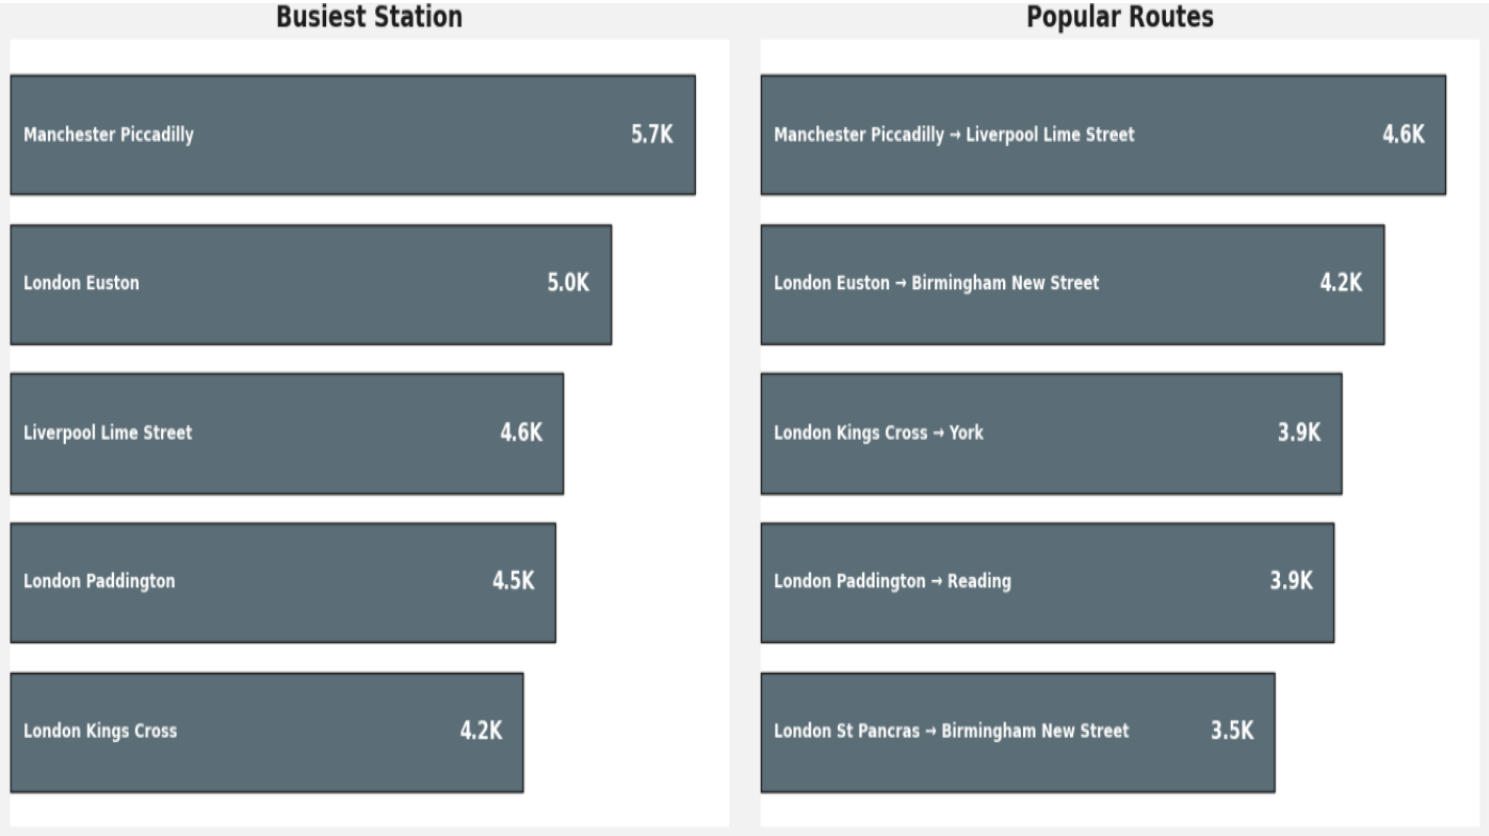 Busiest Station
Manchester Piccadilly 5.7K
London Euston 5.0K
Liverpool Lime Street 4.6K
London Paddington 4.5K
London Kings Cross 4.2K
Popular Routes
Manchester Piccadilly → Liverpool Lime Street 4.6K
London Euston → Birmingham New Street 4.2K
London Kings Cross → York 3.9K
London Paddington → Reading 3.9K
London St Pancras → Birmingham New Street 3.5K